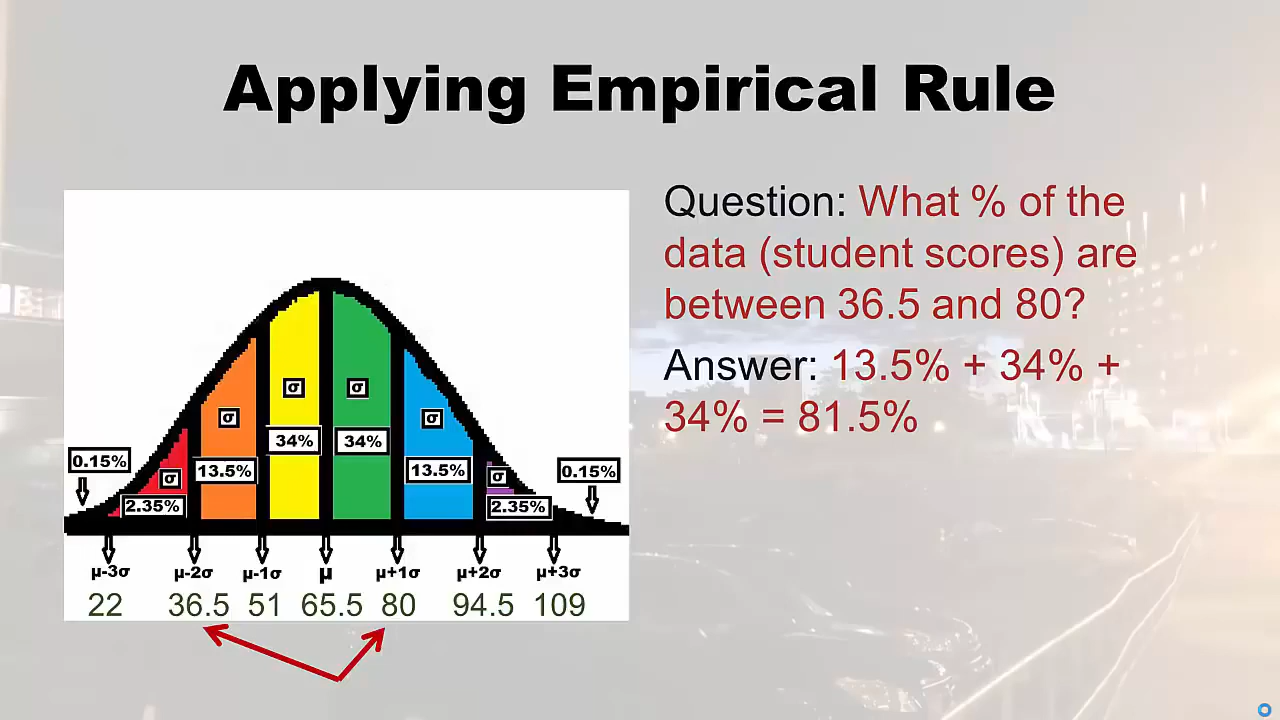 Applying Empirical Rule
Question: What % of the
data (student scores) are
between 36.5 and 80?
Answer: 13.5% + 34% +
34% = 81.5%
σ σ
σ σ
34% 34%
0.15% 13.5% 13.5% 0.15%
σ σ
2.35% 2.35%
μ-3σ μ-2σ μ-1σ μ μ+1σ μ+2σ μ+3σ
22 36.5 51 65.5 80 94.5 109